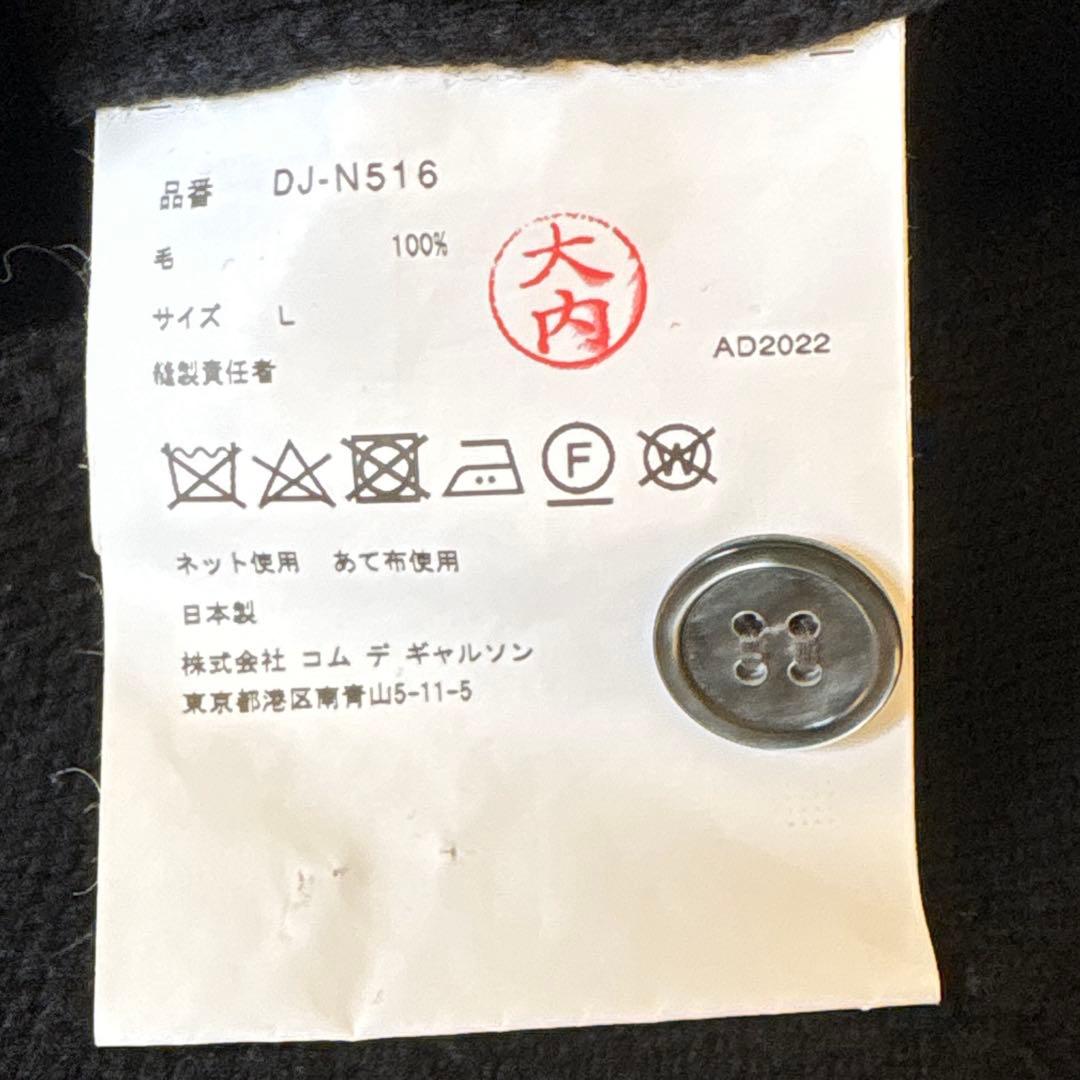 品番 DJ-N516
毛 100%
大内
サイズ L
AD2022
縫製責任者
F W
ネット使用 あて布使用
日本製
株式会社 コム デ ギャルソン
東京都港区南青山5-11-5